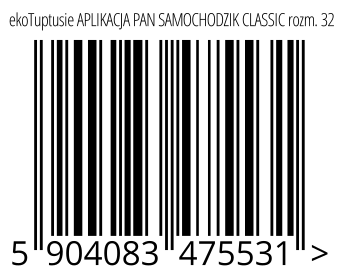 ekoTuptusie APLIKACJA PAN SAMOCHODZIK CLASSIC rozm. 32
5 904083 475531 >